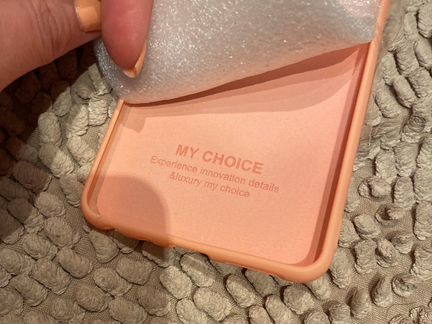 MY CHOICE
Experience innovation details
&luxury my choice